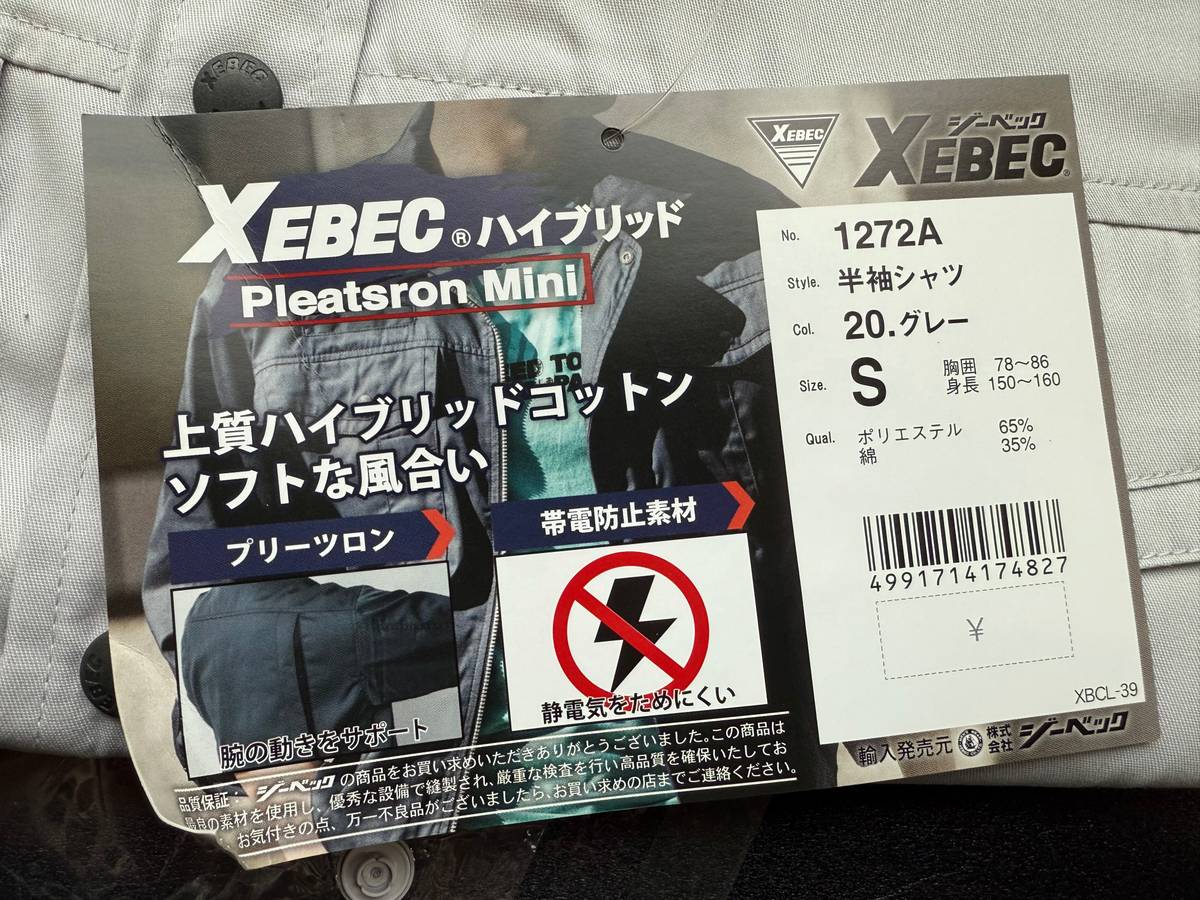 XEBEC
XEBEC® ハイブリッド
Pleatsron Mini
上質ハイブリッドコットン
ソフトな風合い
プリーツロン
腕の動きをサポート
帯電防止素材
静電気をためにくい
品質保証: ジーベックの商品をお買い求めいただきありがとうございました。この商品は
最良の素材を使用し、優秀な設備で縫製され、厳重な検査を行い高品質を確保いたしてお
お気付きの点、万一不良品がございましたら、お買い求めの店までご連絡ください。
XEBEC
ジーベック
XEBEC®
No. 1272A
Style. 半袖シャツ
Col. 20.グレー
Size. S 胸囲 78〜86
身長 150〜160
Qual. ポリエステル 65%
綿 35%
4991714174827
¥
XBCL-39
輸入発売元 株式会社 ジーベック